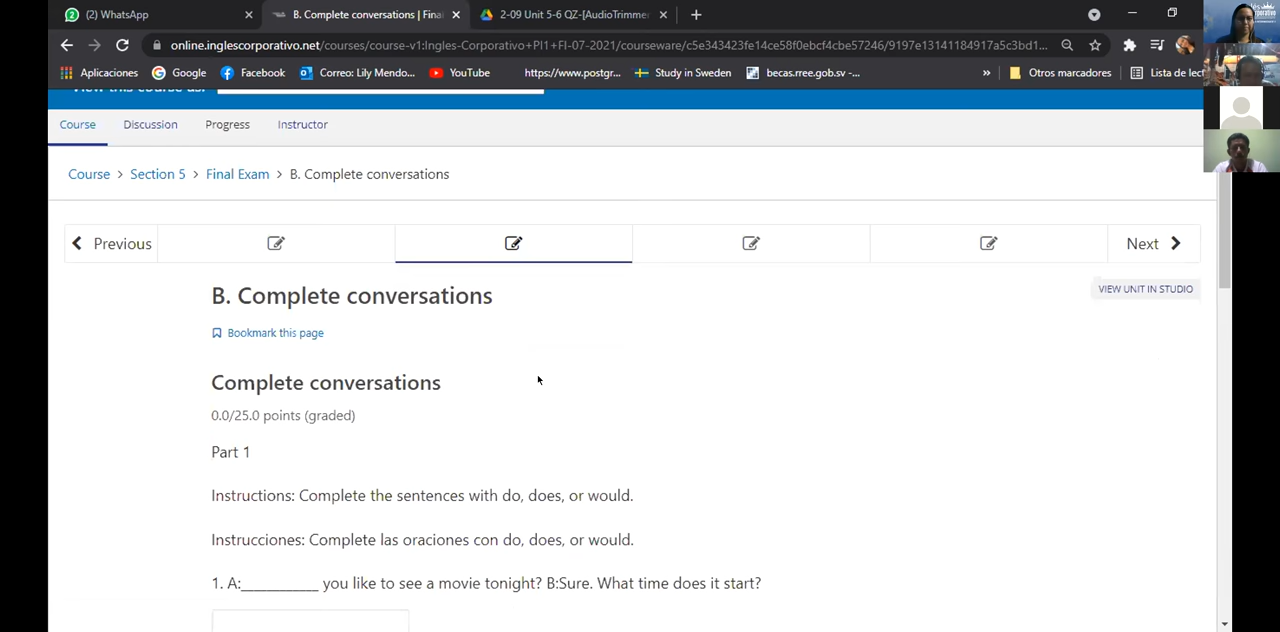 (2) WhatsApp
B. Complete conversations | Final
2-09 Unit 5-6 QZ-[AudioTrimmer
online.inglescorporativo.net/courses/course-v1:Ingles-Corporativo+PI1+FI-07-2021/courseware/c5e343423fe14ce58f0ebcf4cbe57246/9197e13141184917a5c3bd1...
Aplicaciones
Google
Facebook
Correo: Lily Mendo...
YouTube
https://www.postgr...
Study in Sweden
becas.rree.gob.sv -...
»
Otros marcadores
Lista de lect
View this course as:
Course
Discussion
Progress
Instructor
Course > Section 5 > Final Exam > B. Complete conversations
Previous
Next
B. Complete conversations
VIEW UNIT IN STUDIO
Bookmark this page
Complete conversations
0.0/25.0 points (graded)
Part 1
Instructions: Complete the sentences with do, does, or would.
Instrucciones: Complete las oraciones con do, does, or would.
1. A:____________ you like to see a movie tonight? B:Sure. What time does it start?